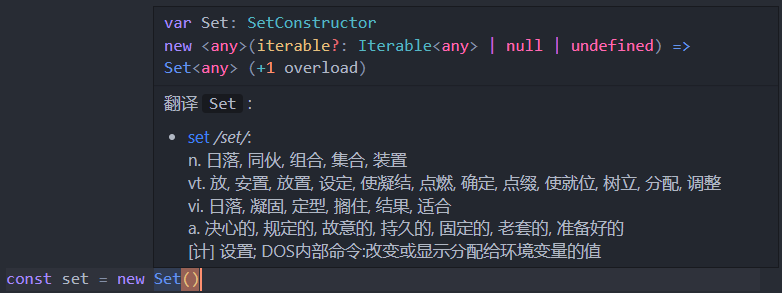 var Set: SetConstructor
new <any>(iterable?: Iterable<any> | null | undefined) =>
Set<any> (+1 overload)
翻译 Set :
• set /set/:
n. 日落, 同伙, 组合, 集合, 装置
vt. 放, 安置, 放置, 设定, 使凝结, 点燃, 确定, 点缀, 使就位, 树立, 分配, 调整
vi. 日落, 凝固, 定型, 搁住, 结果, 适合
a. 决心的, 规定的, 故意的, 持久的, 固定的, 老套的, 准备好的
[计] 设置; DOS内部命令:改变或显示分配给环境变量的值
const set = new Set()